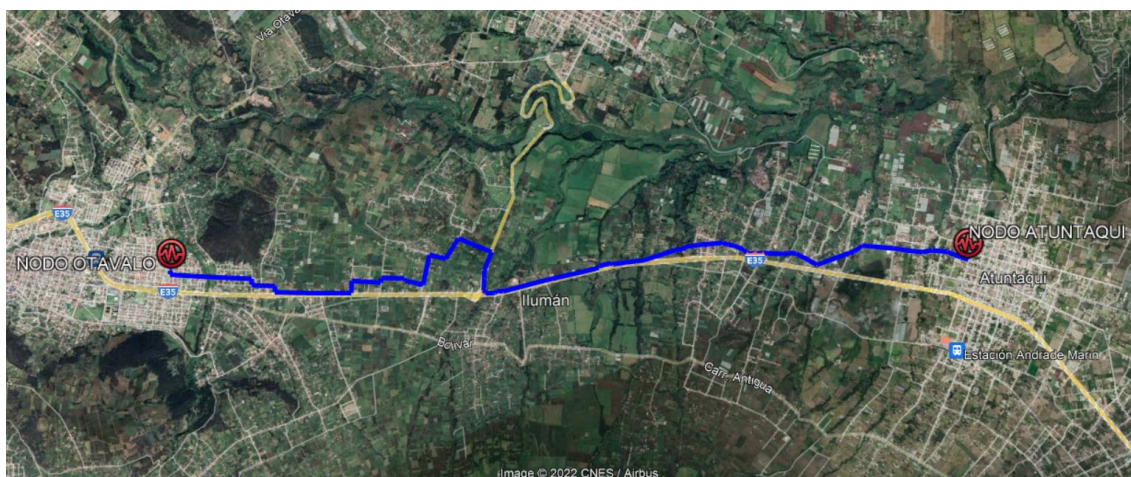 Vía Otava
E35
NODO OTAVALO
E35
Ilumán
Bolívar
E35
Carr. Antigua
NODO ATUNTAQUI
Atuntaqui
Estación Andrade Marín
Image © 2022 CNES / Airbus